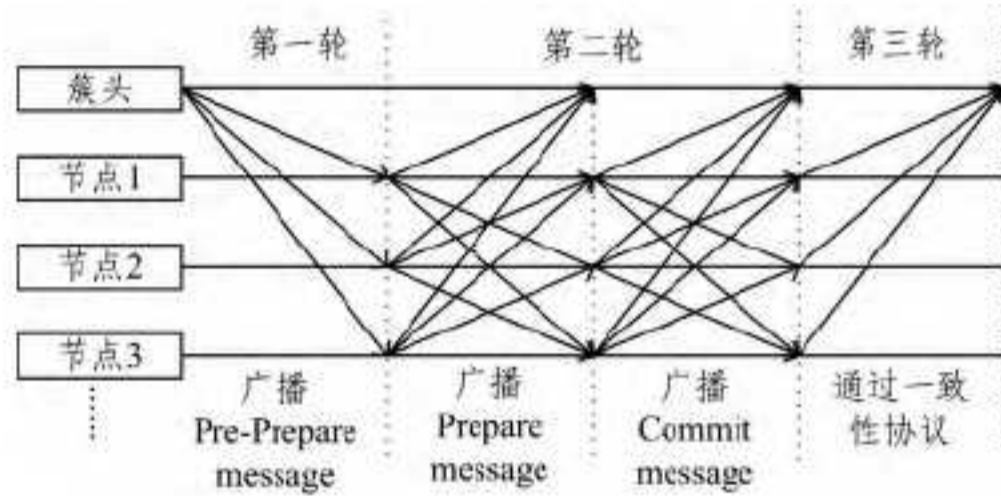 第一轮
第二轮
第三轮
簇头
节点1
节点2
节点3
广播
Pre-Prepare
message
广播
Prepare
message
广播
Commit
message
通过一致
性协议